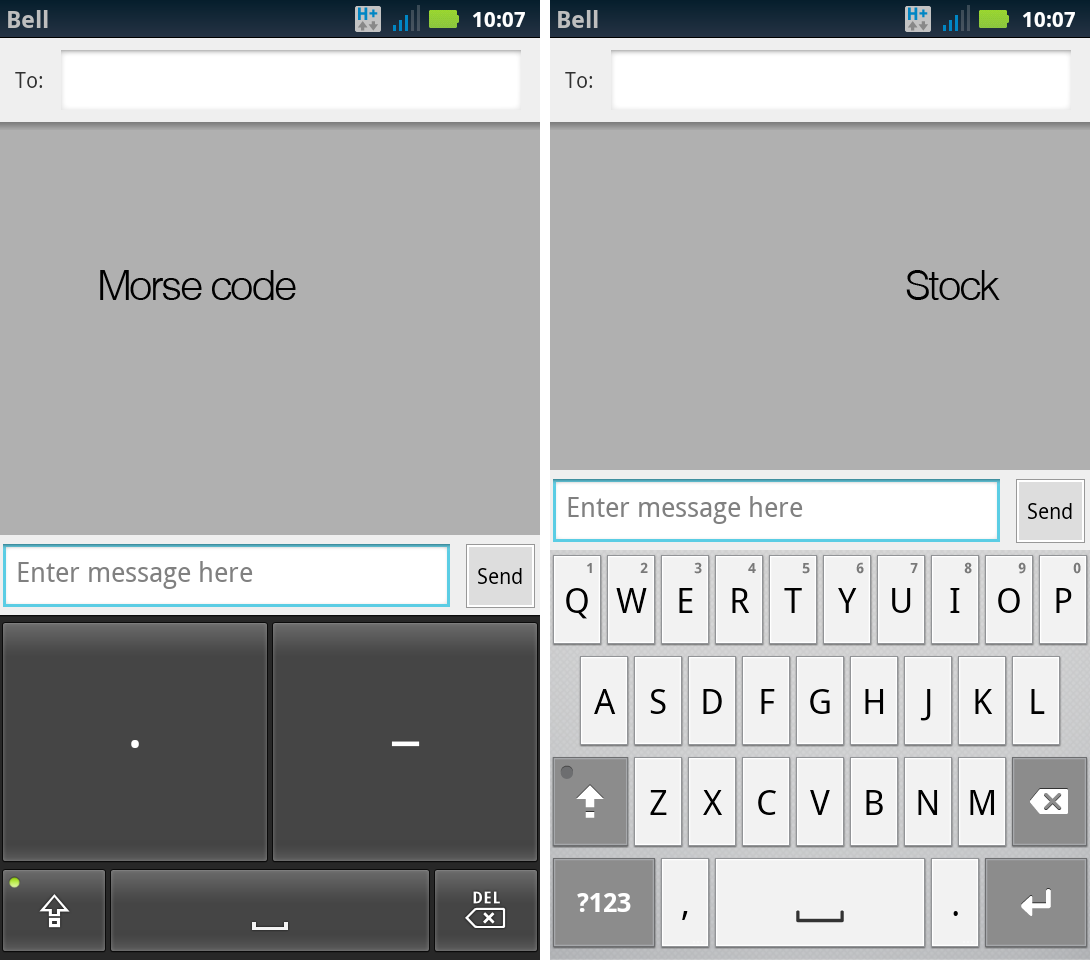 Bell H+ 10:07
To:
Morse code
Enter message here Send
. –
DEL
Bell H+ 10:07
To:
Stock
Enter message here Send
1 2 3 4 5 6 7 8 9 0
Q W E R T Y U I O P
A S D F G H J K L
Z X C V B N M
?123 , .